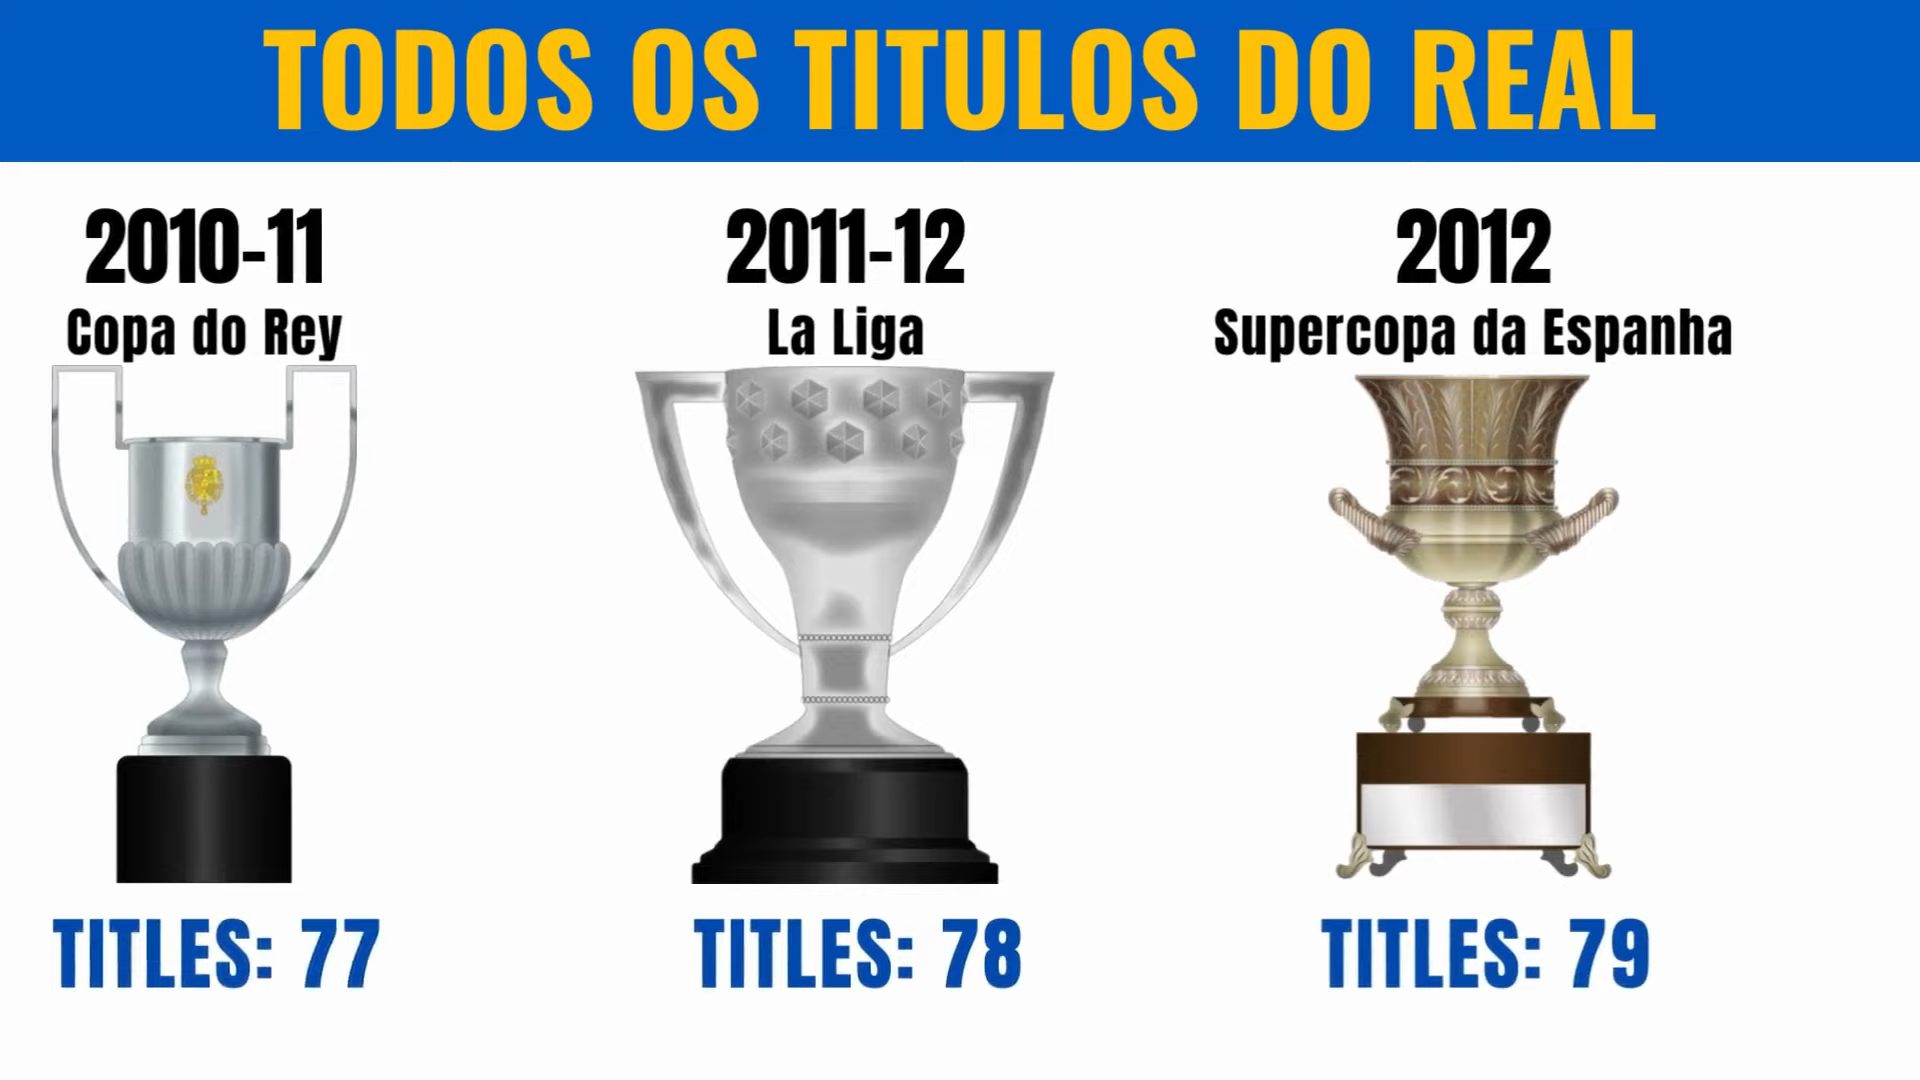 TODOS OS TITULOS DO REAL
2010-11
Copa do Rey
TITLES: 77
2011-12
La Liga
TITLES: 78
2012
Supercopa da Espanha
TITLES: 79